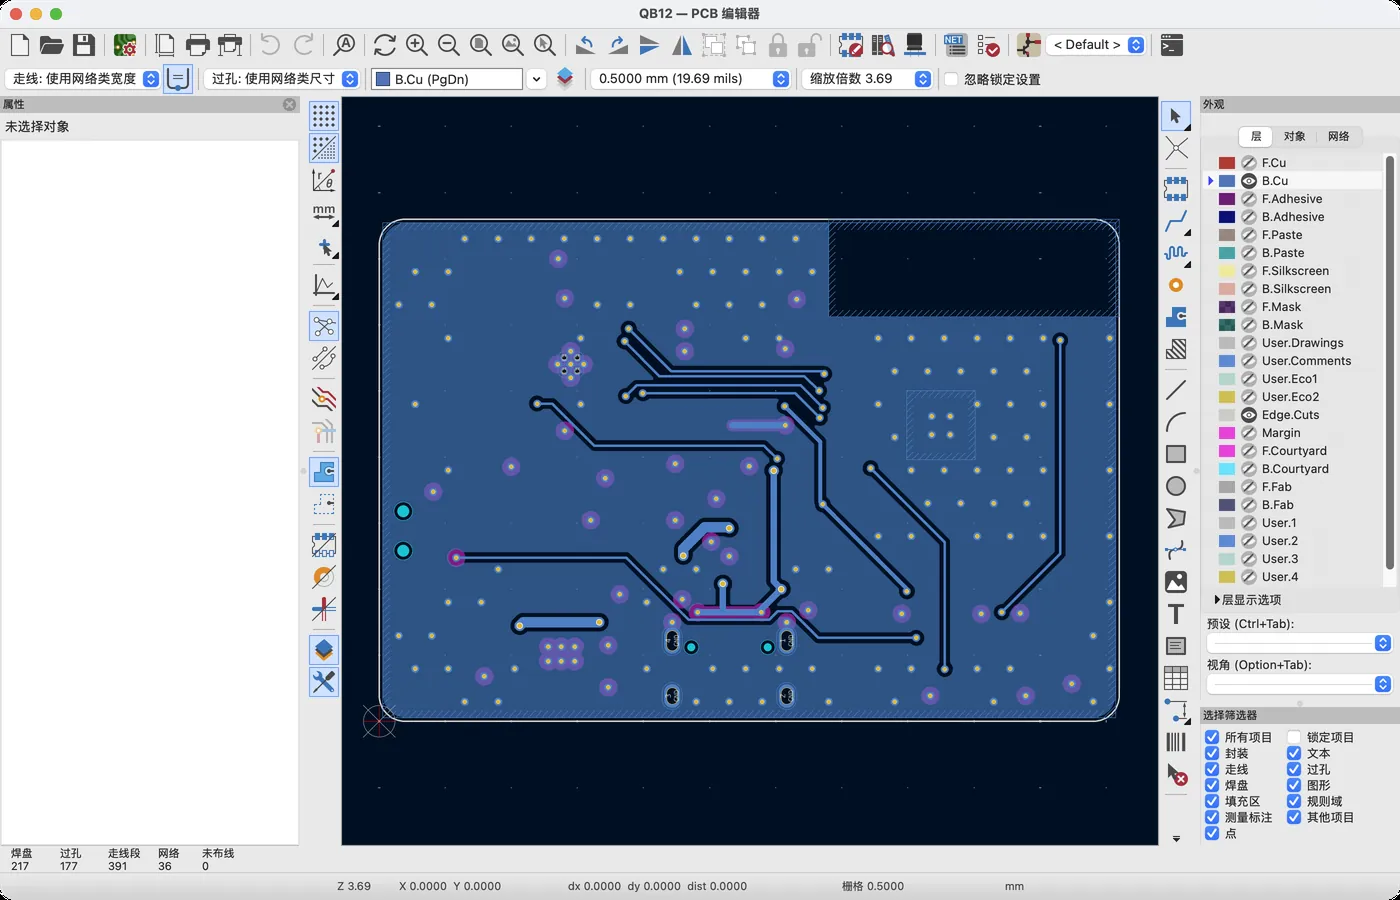 QB12 — PCB 编辑器
NET
< Default >
走线: 使用网络类宽度
过孔: 使用网络类尺寸
B.Cu (PgDn)
0.5000 mm (19.69 mils)
缩放倍数 3.69
忽略锁定设置
属性
未选择对象
r
θ
mm
T
外观
层
对象
网络
F.Cu
B.Cu
F.Adhesive
B.Adhesive
F.Paste
B.Paste
F.Silkscreen
B.Silkscreen
F.Mask
B.Mask
User.Drawings
User.Comments
User.Eco1
User.Eco2
Edge.Cuts
Margin
F.Courtyard
B.Courtyard
F.Fab
B.Fab
User.1
User.2
User.3
User.4
层显示选项
预设 (Ctrl+Tab):
视角 (Option+Tab):
选择筛选器
所有项目 锁定项目
封装 文本
走线 过孔
焊盘 图形
填充区 规则域
测量标注 其他项目
点
焊盘 过孔 走线段 网络 未布线
217 177 391 36 0
Z 3.69 X 0.0000 Y 0.0000 dx 0.0000 dy 0.0000 dist 0.0000 栅格 0.5000 mm